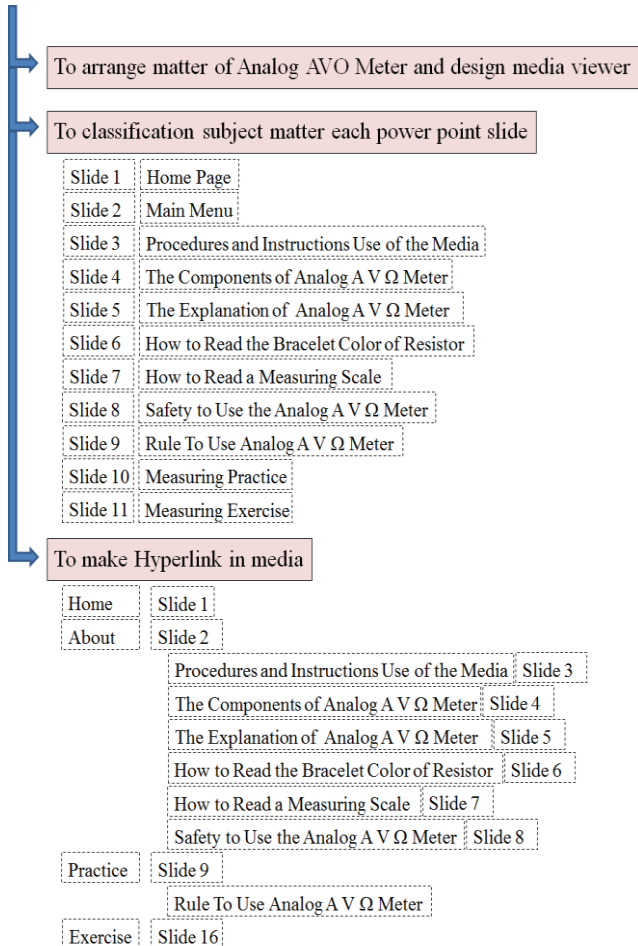 To arrange matter of Analog AVO Meter and design media viewer
To classification subject matter each power point slide
Slide 1 Home Page
Slide 2 Main Menu
Slide 3 Procedures and Instructions Use of the Media
Slide 4 The Components of Analog A V Ω Meter
Slide 5 The Explanation of Analog A V Ω Meter
Slide 6 How to Read the Bracelet Color of Resistor
Slide 7 How to Read a Measuring Scale
Slide 8 Safety to Use the Analog A V Ω Meter
Slide 9 Rule To Use Analog A V Ω Meter
Slide 10 Measuring Practice
Slide 11 Measuring Exercise
To make Hyperlink in media
Home Slide 1
About Slide 2
Procedures and Instructions Use of the Media Slide 3
The Components of Analog A V Ω Meter Slide 4
The Explanation of Analog A V Ω Meter Slide 5
How to Read the Bracelet Color of Resistor Slide 6
How to Read a Measuring Scale Slide 7
Safety to Use the Analog A V Ω Meter Slide 8
Practice Slide 9
Rule To Use Analog A V Ω Meter
Exercise Slide 16